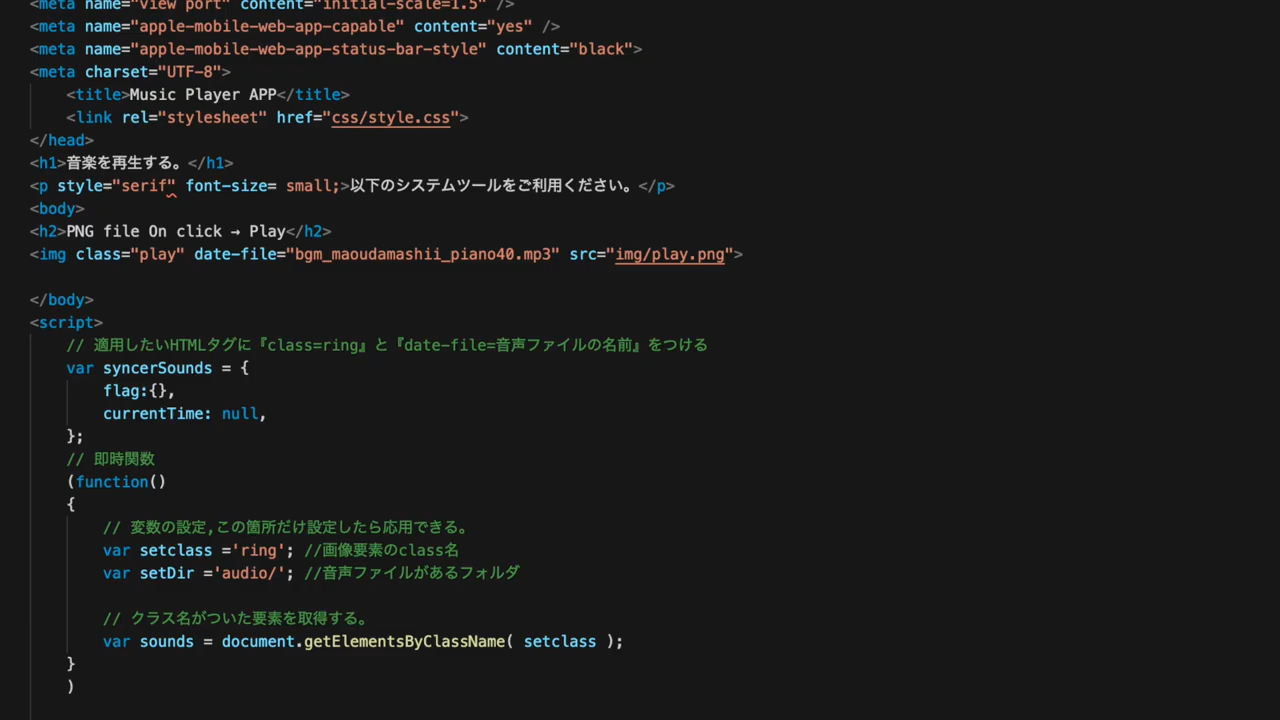 <meta name="view port" content="initial-scale=1.5" />
<meta name="apple-mobile-web-app-capable" content="yes" />
<meta name="apple-mobile-web-app-status-bar-style" content="black">
<meta charset="UTF-8">
<title>Music Player APP</title>
<link rel="stylesheet" href="css/style.css">
</head>
<h1>音楽を再生する。</h1>
<p style="serif" font-size= small;>以下のシステムツールをご利用ください。</p>
<body>
<h2>PNG file On click → Play</h2>
<img class="play" date-file="bgm_maoudamashii_piano40.mp3" src="img/play.png">
</body>
<script>
// 適用したいHTMLタグに『class=ring』と『date-file=音声ファイルの名前』をつける
var syncerSounds = {
flag:{},
currentTime: null,
};
// 即時関数
(function()
{
// 変数の設定,この箇所だけ設定したら応用できる。
var setclass ='ring'; //画像要素のclass名
var setDir ='audio/'; //音声ファイルがあるフォルダ
// クラス名がついた要素を取得する。
var sounds = document.getElementsByClassName( setclass );
}
)